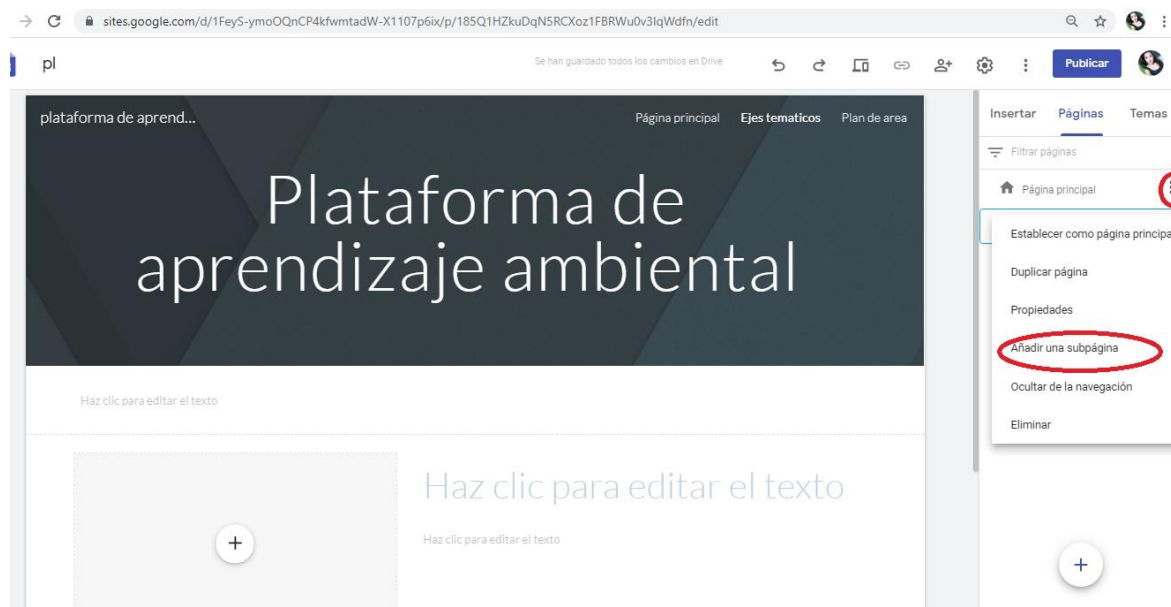 sites.google.com/d/1FeyS-ymoOQnCP4kfwmtadW-X1107p6ix/p/185Q1HZkuDqN5RCXoz1FBRWu0v3IqWdfn/edit
pl
Se han guardado todos los cambios en Drive
Publicar
plataforma de aprend...
Página principal
Ejes tematicos
Plan de area
Insertar
Páginas
Temas
Filtrar páginas
Página principal
Plataforma de
aprendizaje ambiental
Establecer como página principa
Duplicar página
Propiedades
Añadir una subpágina
Ocultar de la navegación
Eliminar
Haz clic para editar el texto
Haz clic para editar el texto
Haz clic para editar el texto